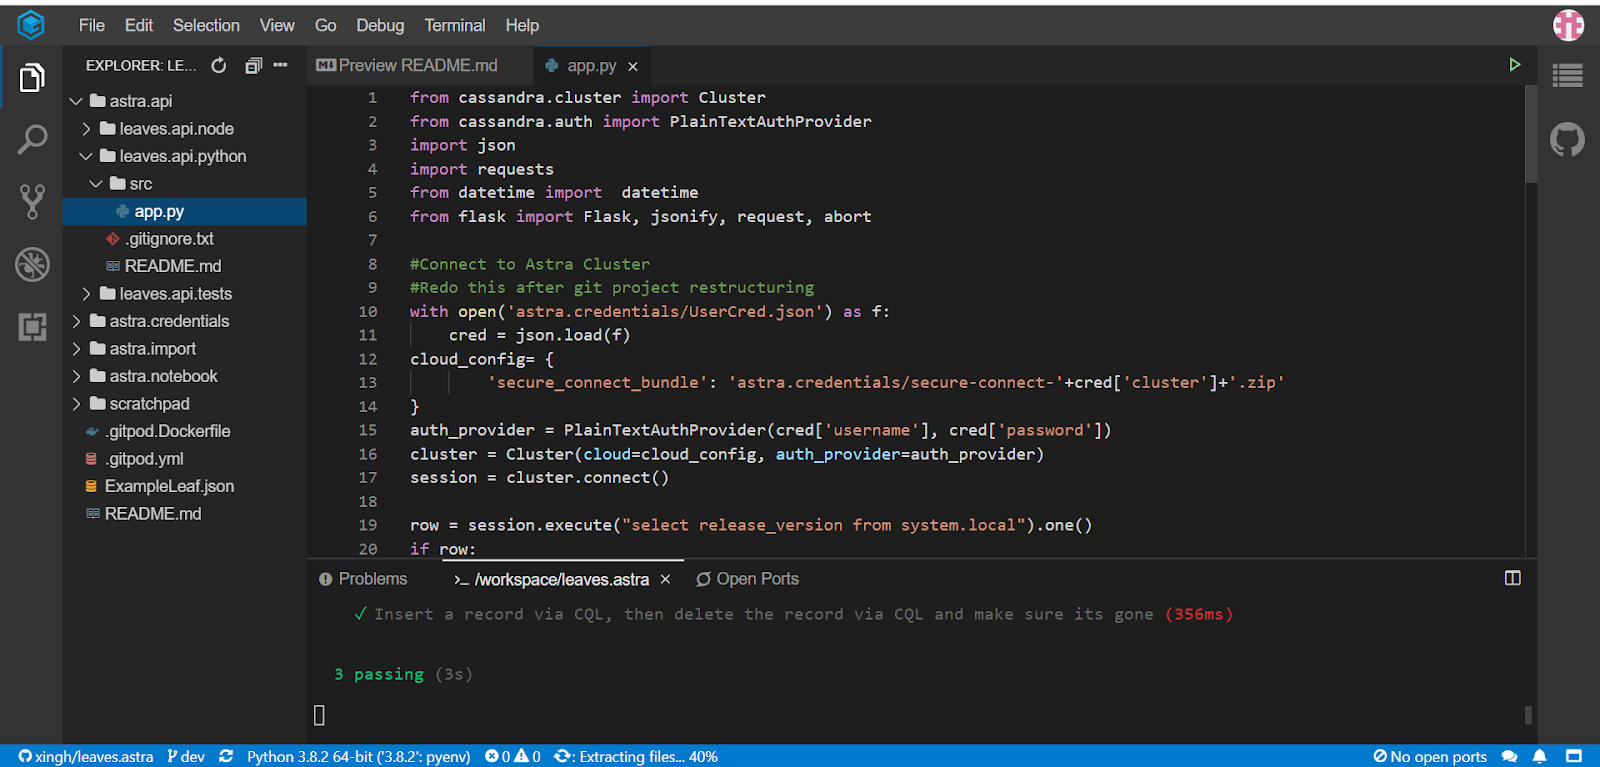 File Edit Selection View Go Debug Terminal Help
EXPLORER: LE...
Preview README.md
app.py ×
astra.api
leaves.api.node
leaves.api.python
src
app.py
.gitignore.txt
README.md
leaves.api.tests
astra.credentials
astra.import
astra.notebook
scratchpad
.gitpod.Dockerfile
.gitpod.yml
ExampleLeaf.json
README.md
1 from cassandra.cluster import Cluster
2 from cassandra.auth import PlainTextAuthProvider
3 import json
4 import requests
5 from datetime import  datetime
6 from flask import Flask, jsonify, request, abort
7
8 #Connect to Astra Cluster
9 #Redo this after git project restructuring
10 with open('astra.credentials/UserCred.json') as f:
11     cred = json.load(f)
12 cloud_config= {
13         'secure_connect_bundle': 'astra.credentials/secure-connect-'+cred['cluster']+'.zip'
14 }
15 auth_provider = PlainTextAuthProvider(cred['username'], cred['password'])
16 cluster = Cluster(cloud=cloud_config, auth_provider=auth_provider)
17 session = cluster.connect()
18
19 row = session.execute("select release_version from system.local").one()
20 if row:
Problems
>_ /workspace/leaves.astra ×
Open Ports
✓ Insert a record via CQL, then delete the record via CQL and make sure its gone (356ms)
3 passing (3s)
xingh/leaves.astra dev Python 3.8.2 64-bit ('3.8.2': pyenv) 0 0 : Extracting files... 40% No open ports